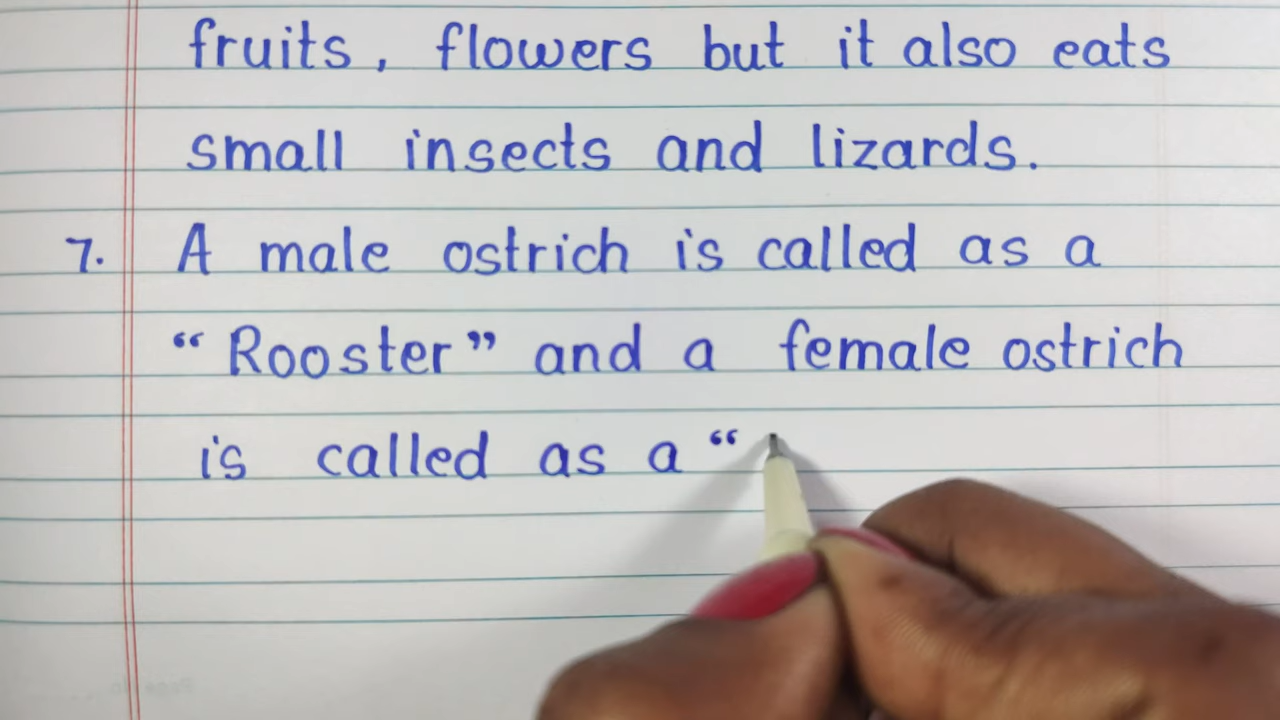 fruits, flowers but it also eats
small insects and lizards.
7. A male ostrich is called as a
“Rooster” and a female ostrich
is called as a “